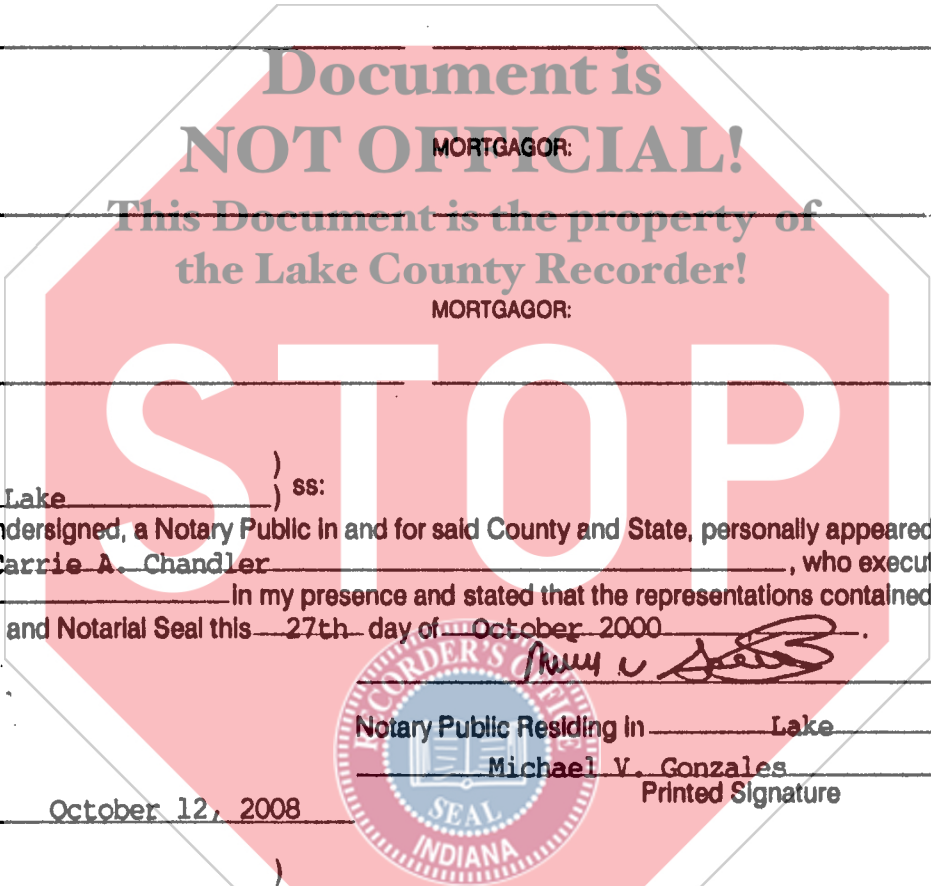 Document is
NOT OFFICIAL!
MORTGAGOR:
This Document is the property of
the Lake County Recorder!
MORTGAGOR:
STOP
)
Lake ) ss:
ndersigned, a Notary Public in and for said County and State, personally appeared
Carrie A. Chandler , who execut
in my presence and stated that the representations contained
and Notarial Seal this 27th day of October 2000 .
Notary Public Residing in Lake
Michael V. Gonzales
Printed Signature
October 12, 2008
RECORDER'S OFFICE
SEAL
INDIANA
)